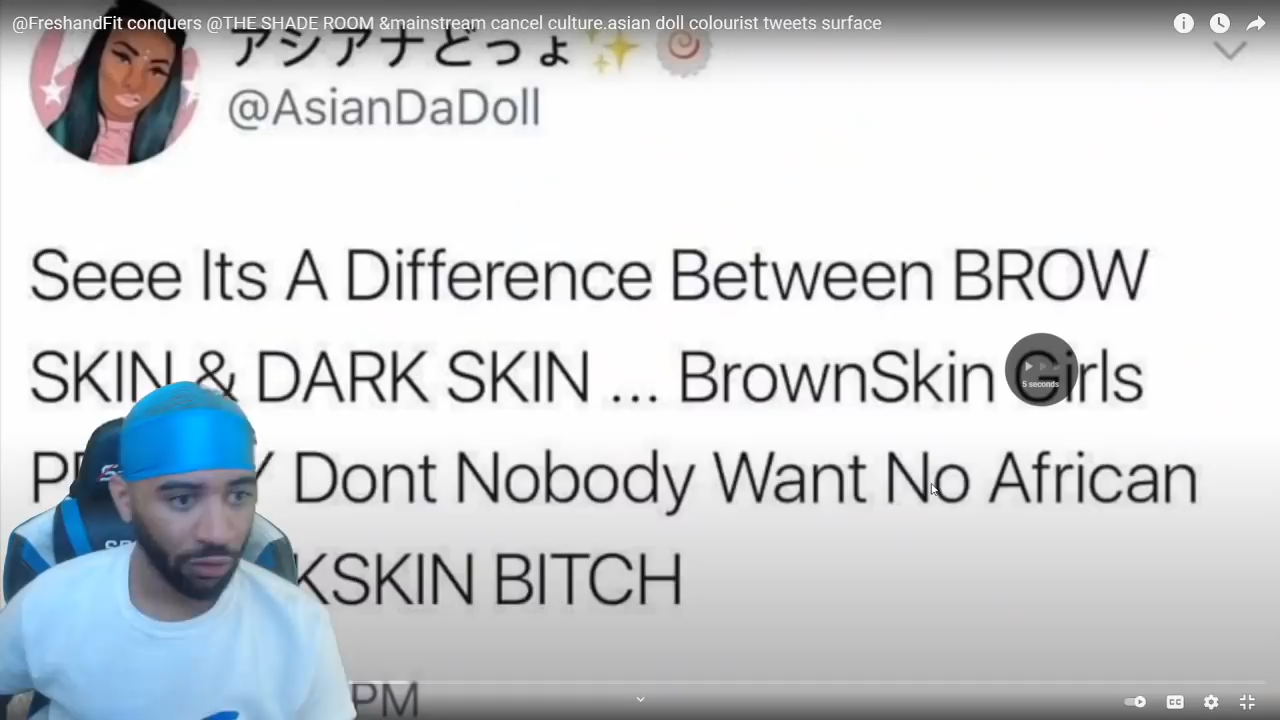 @FreshandFit conquers @THE SHADE ROOM &mainstream cancel culture.asian doll colourist tweets surface
アシアナどっょ
@AsianDaDoll
Seee Its A Difference Between BROW
SKIN & DARK SKIN ... BrownSkin Girls
Dont Nobody Want No African
KSKIN BITCH
PM
5 seconds
CC